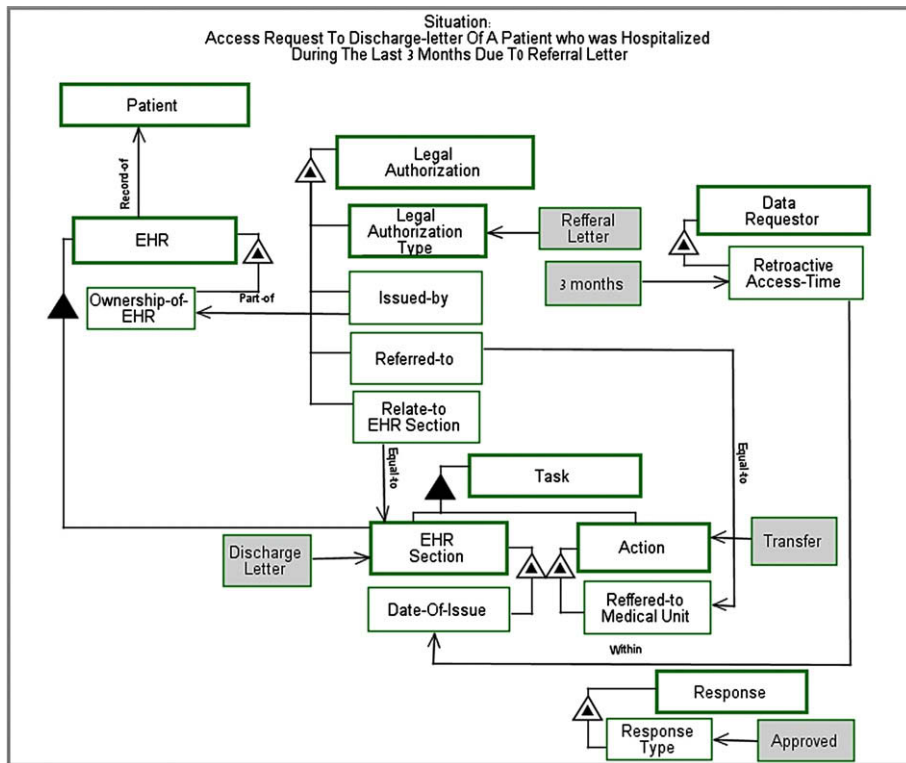 Situation:
Access Request To Discharge-letter Of A Patient who was Hospitalized
During The Last 3 Months Due T0 Referral Letter
Patient
Record-of
EHR
Ownership-of-
EHR
Part-of
Legal
Authorization
Legal
Authorization
Type
Refferal
Letter
Issued-by
Referred-to
Relate-to
EHR Section
Data
Requestor
3 months
Retroactive
Access-Time
Equal-to
Equal-to
Task
Discharge
Letter
EHR
Section
Action
Transfer
Date-Of-Issue
Reffered-to
Medical Unit
Within
Response
Response
Type
Approved